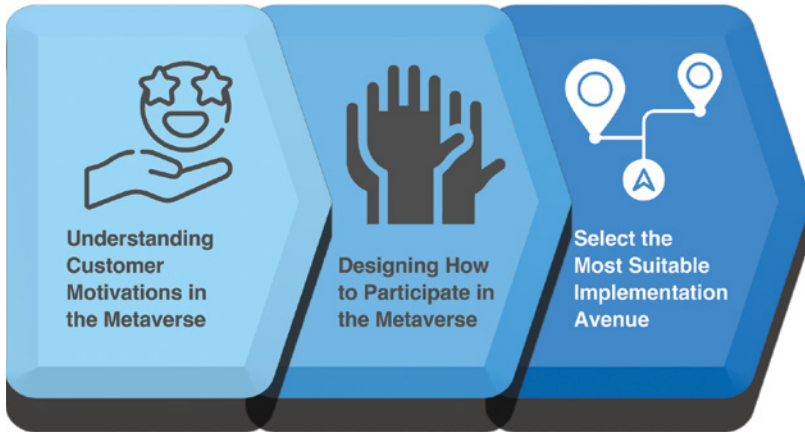 Understanding
Customer
Motivations in
the Metaverse
Designing How
to Participate in
the Metaverse
Select the
Most Suitable
Implementation
Avenue